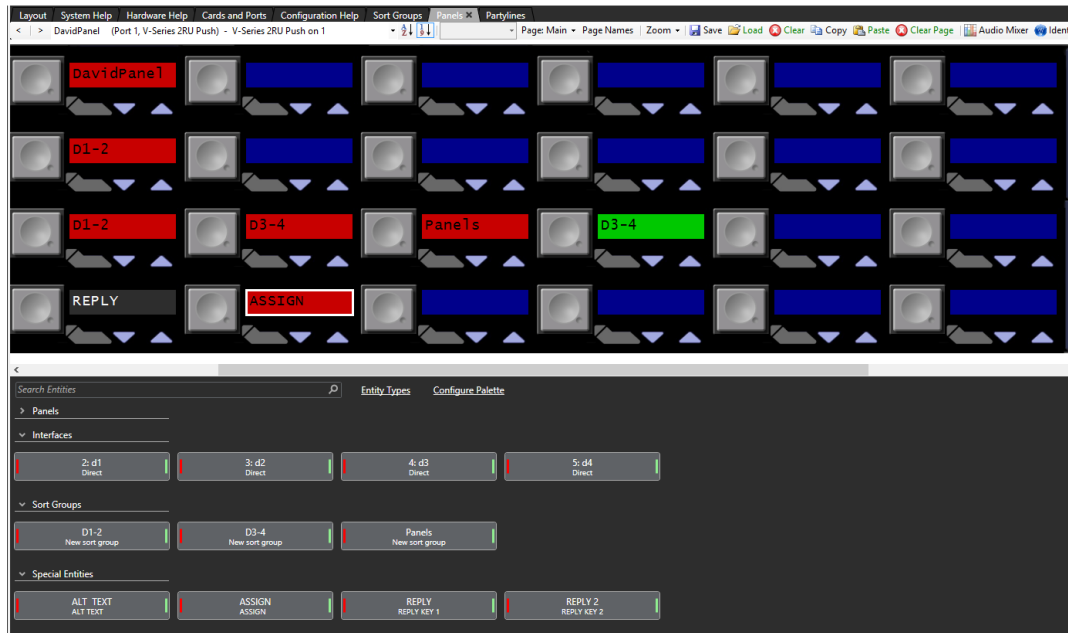 Layout System Help Hardware Help Cards and Ports Configuration Help Sort Groups Panels × Partylines
< > DavidPanel (Port 1, V-Series 2RU Push) - V-Series 2RU Push on 1 Page: Main Page Names Zoom Save Load Clear Copy Paste Clear Page Audio Mixer Ident
DavidPanel
D1-2
D1-2 D3-4 Panels D3-4
REPLY ASSIGN
Search Entities Entity Types Configure Palette
Panels
Interfaces
2: d1 3: d2 4: d3 5: d4
Direct Direct Direct Direct
Sort Groups
D1-2 D3-4 Panels
New sort group New sort group New sort group
Special Entities
ALT TEXT ASSIGN REPLY REPLY 2
ALT TEXT ASSIGN REPLY KEY 1 REPLY KEY 2